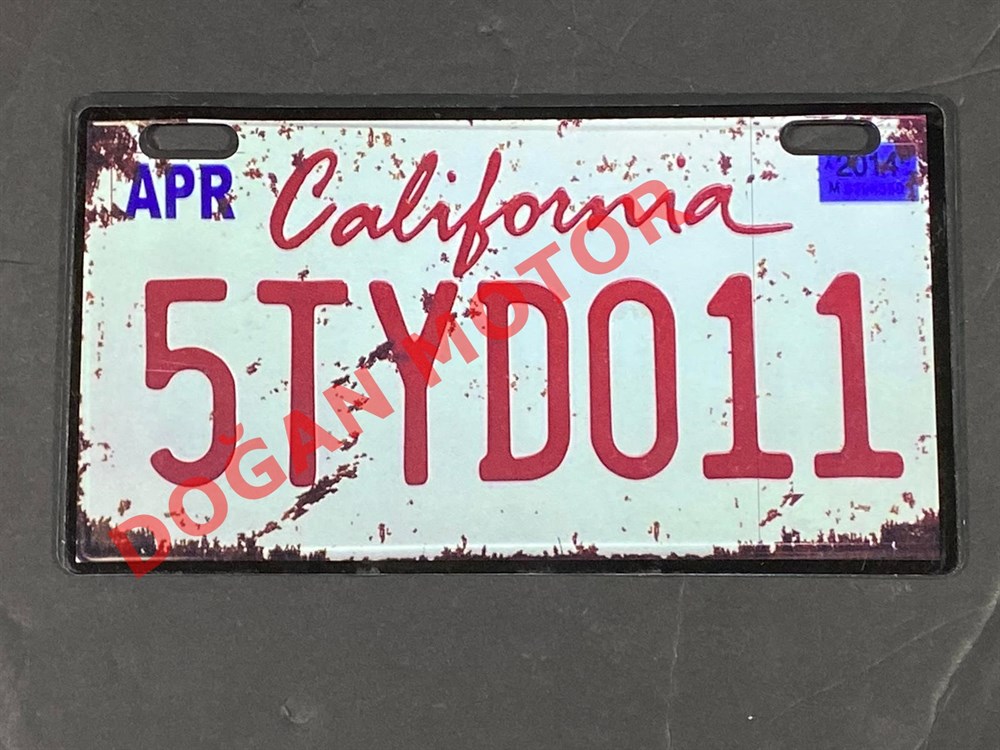 APR
California
2014
5TYD011
DOĞAN MOTOR